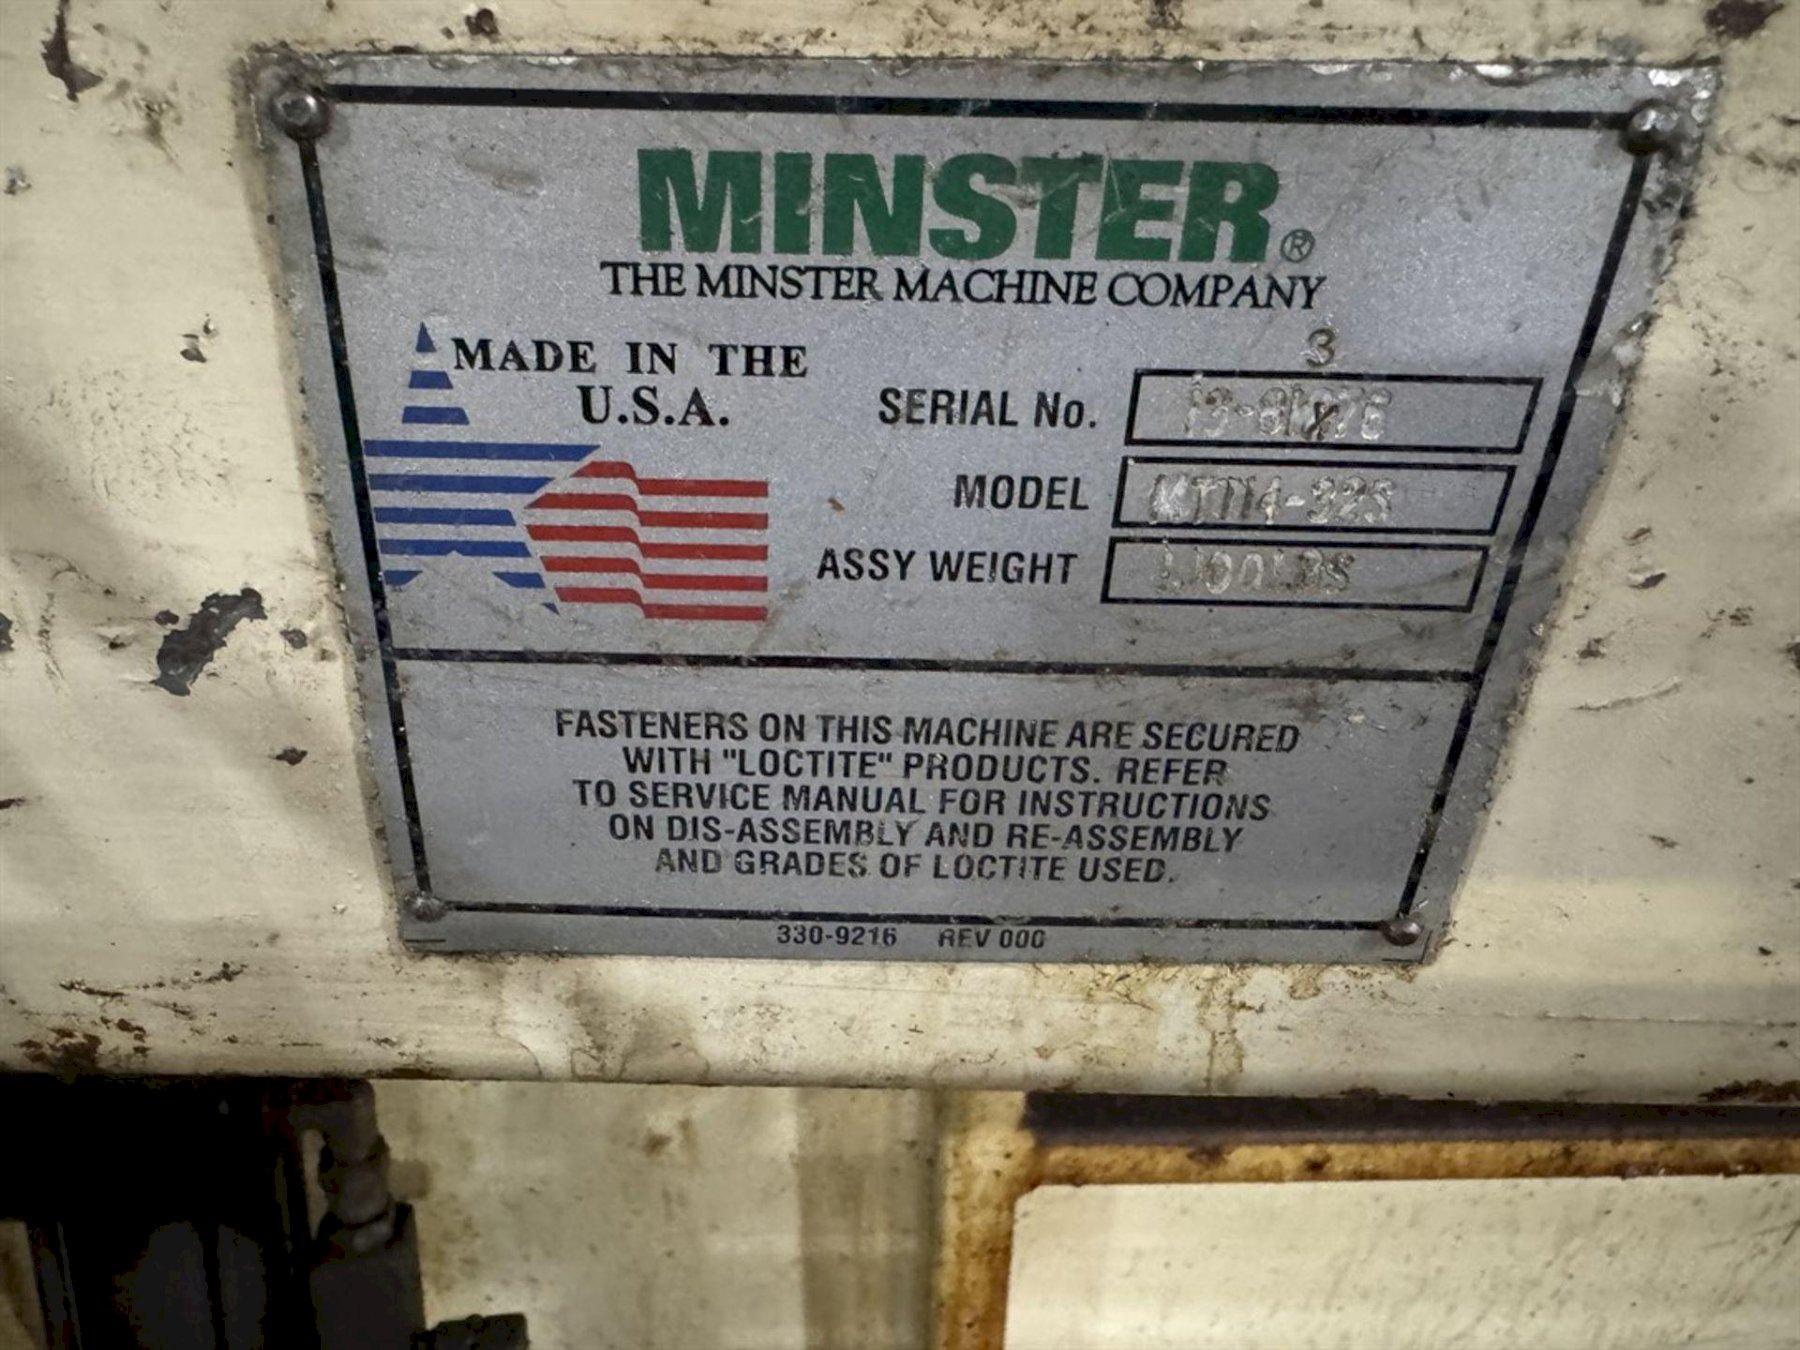 MINSTER®
THE MINSTER MACHINE COMPANY
MADE IN THE
U.S.A.
3
SERIAL No.
MODEL
ASSY WEIGHT
FASTENERS ON THIS MACHINE ARE SECURED
WITH "LOCTITE" PRODUCTS. REFER
TO SERVICE MANUAL FOR INSTRUCTIONS
ON DIS-ASSEMBLY AND RE-ASSEMBLY
AND GRADES OF LOCTITE USED.
330-9216 REV 000